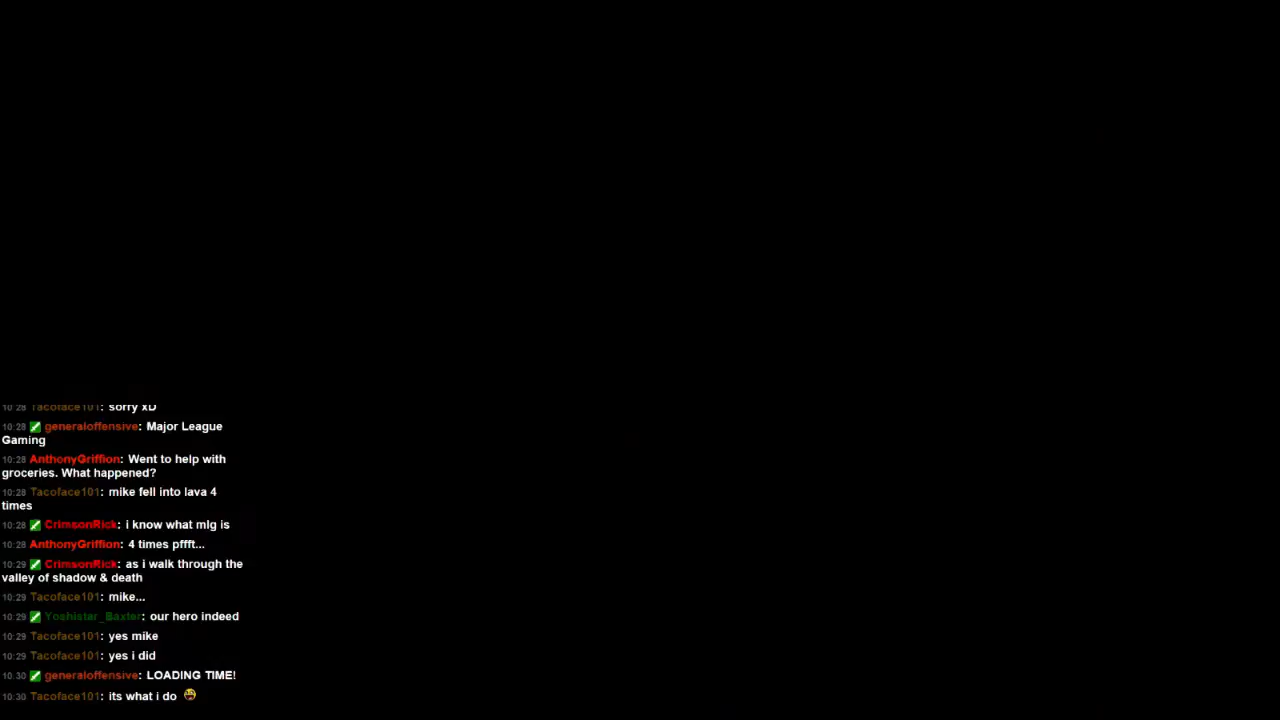 10:28 Tacoface101: sorry xD
10:28 generaloffensive: Major League
Gaming
10:28 AnthonyGriffion: Went to help with
groceries. What happened?
10:28 Tacoface101: mike fell into lava 4
times
10:28 CrimsonRick: i know what mlg is
10:28 AnthonyGriffion: 4 times pffft...
10:29 CrimsonRick: as i walk through the
valley of shadow & death
10:29 Tacoface101: mike...
10:29 Yoshistar_Baxter: our hero indeed
10:29 Tacoface101: yes mike
10:29 Tacoface101: yes i did
10:30 generaloffensive: LOADING TIME!
10:30 Tacoface101: its what i do